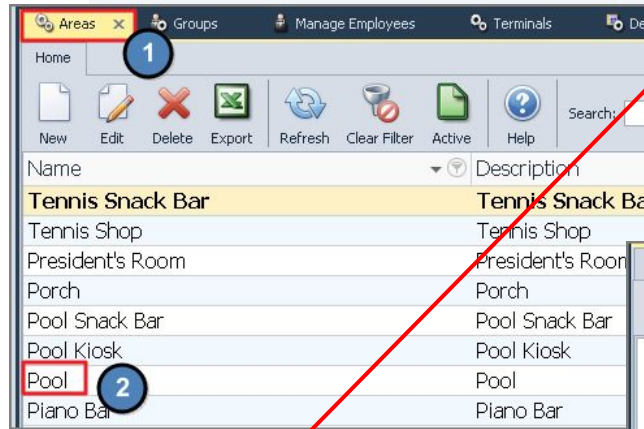 Areas Groups Manage Employees Terminals De
1
Home
New Edit Delete Export Refresh Clear Filter Active Help Search:
Name Description
Tennis Snack Bar Tennis Snack Ba
Tennis Shop Tennis Shop
President's Room President's Room
Porch Porch
Pool Snack Bar Pool Snack Bar
Pool Kiosk Pool Kiosk
Pool 2 Pool
Piano Bar Piano Bar